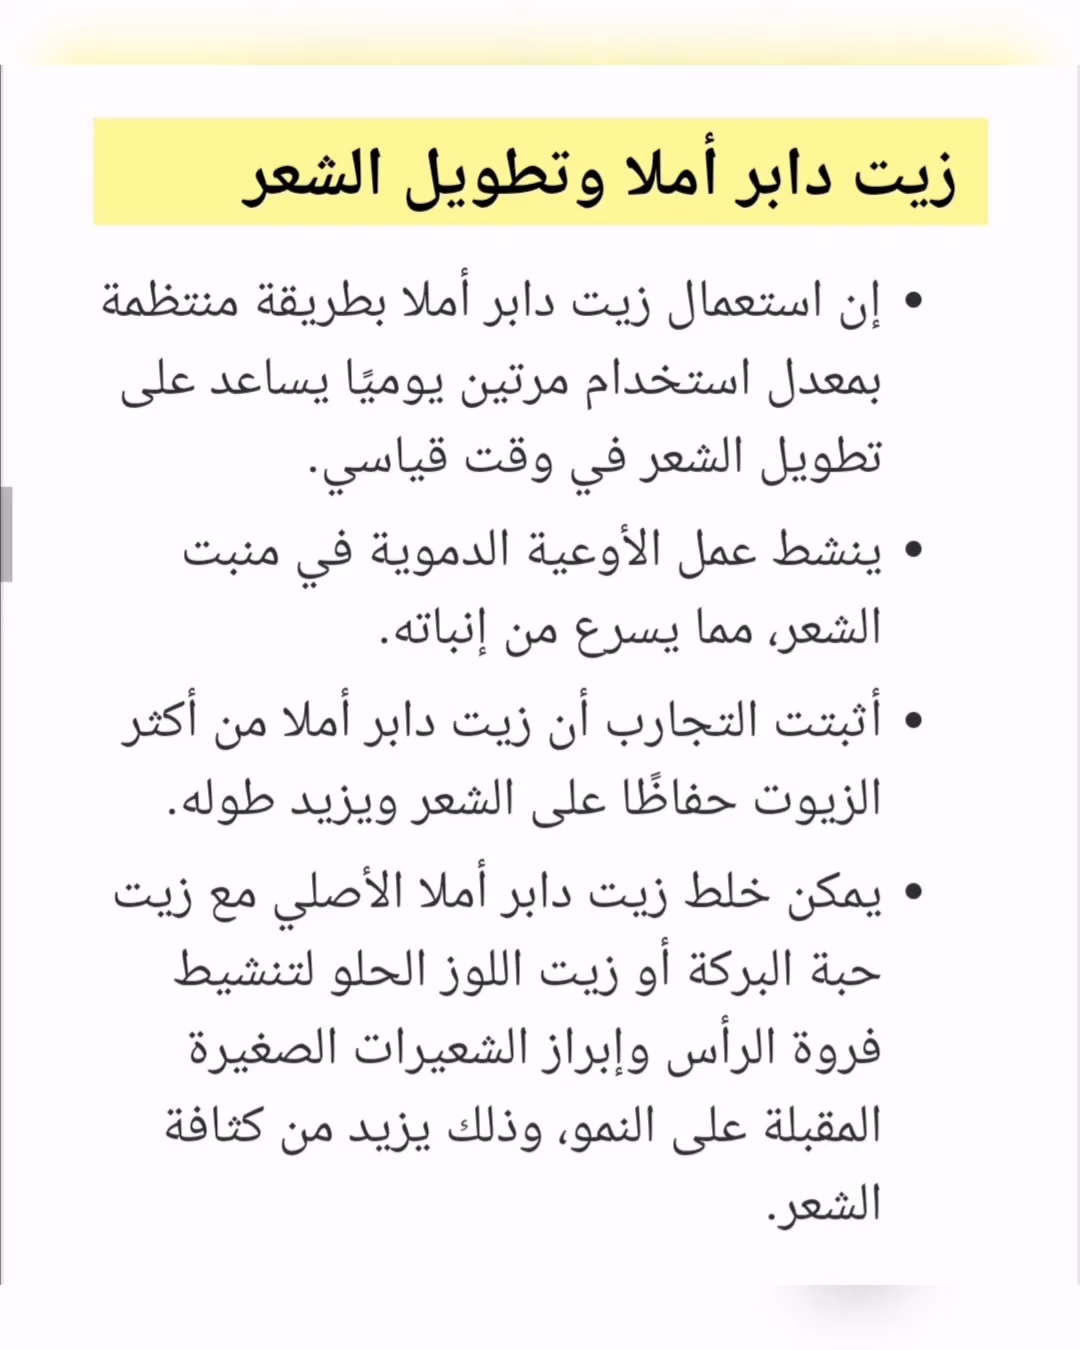 زيت دابر أملا وتطويل الشعر
• إن استعمال زيت دابر أملا بطريقة منتظمة
بمعدل استخدام مرتين يوميًا يساعد على
تطويل الشعر في وقت قياسي.
• ينشط عمل الأوعية الدموية في منبت
الشعر، مما يسرع من إنباته.
• أثبتت التجارب أن زيت دابر أملا من أكثر
الزيوت حفاظًا على الشعر ويزيد طوله.
• يمكن خلط زيت دابر أملا الأصلي مع زيت
حبة البركة أو زيت اللوز الحلو لتنشيط
فروة الرأس وإبراز الشعيرات الصغيرة
المقبلة على النمو، وذلك يزيد من كثافة
الشعر.